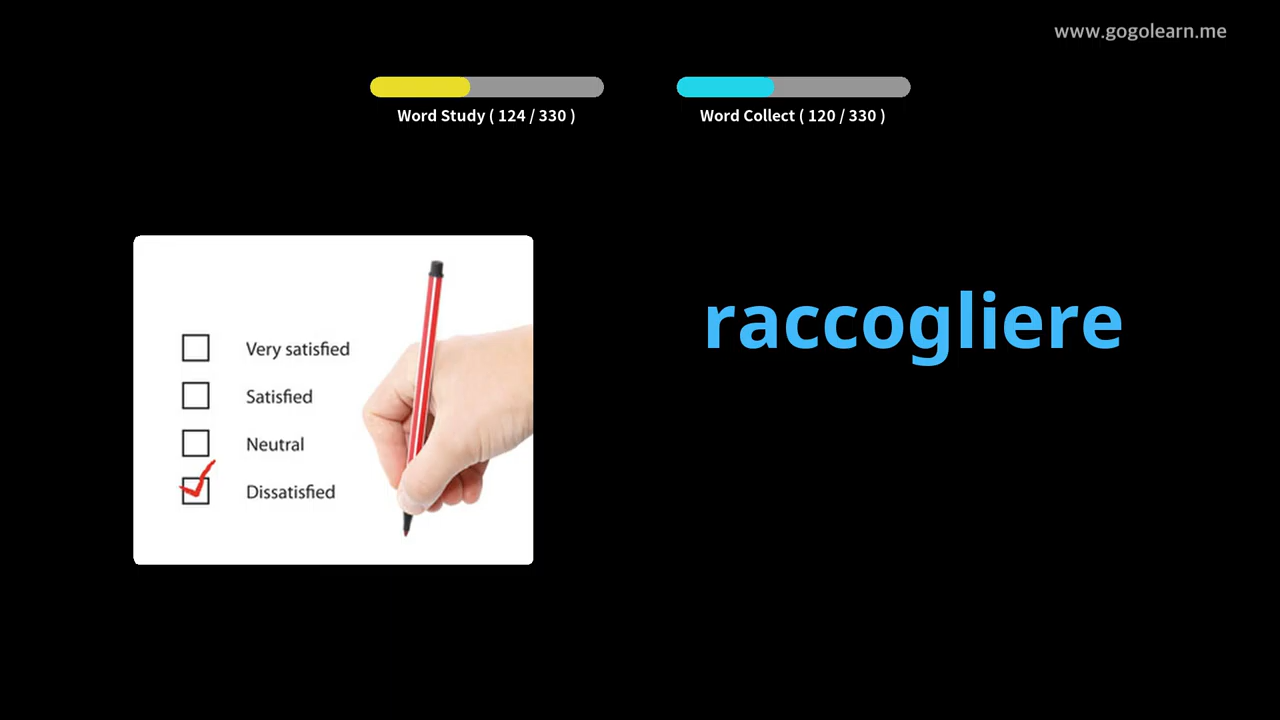 www.gogolearn.me
Word Study ( 124 / 330 )
Word Collect ( 120 / 330 )
raccogliere
Very satisfied
Satisfied
Neutral
Dissatisfied